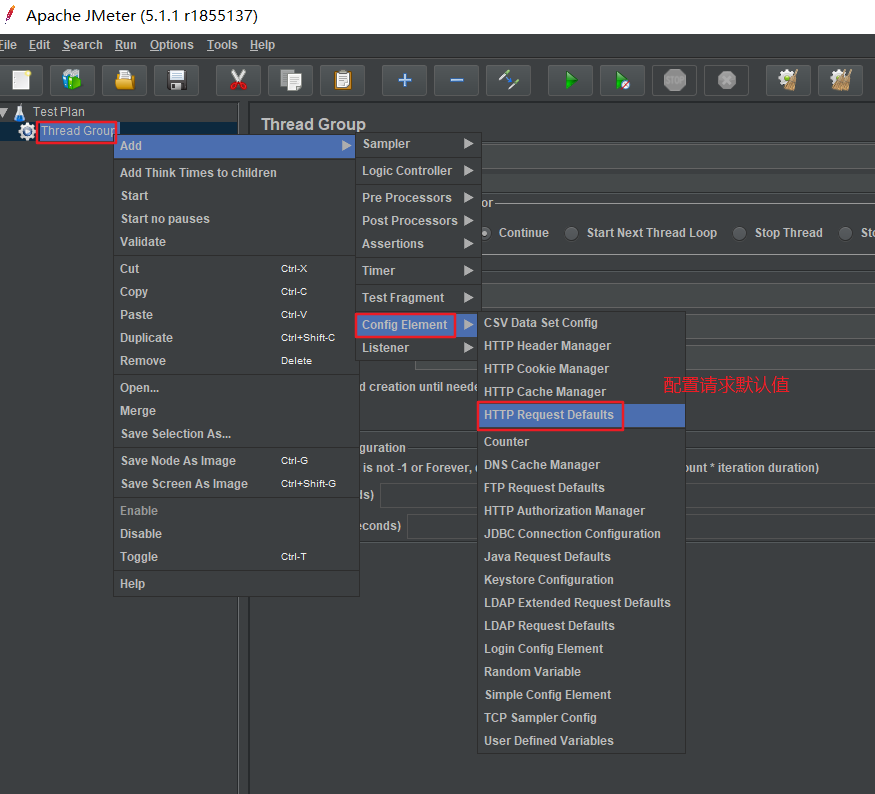 Apache JMeter (5.1.1 r1855137)
File Edit Search Run Options Tools Help
STOP
Test Plan
Thread Group
Thread Group
Add
Add Think Times to children
Start
Start no pauses
Validate
Cut Ctrl-X
Copy Ctrl-C
Paste Ctrl-V
Duplicate Ctrl+Shift-C
Remove Delete
Open...
Merge
Save Selection As...
Save Node As Image Ctrl-G
Save Screen As Image Ctrl+Shift-G
Enable
Disable
Toggle Ctrl-T
Help
Sampler
Logic Controller
Pre Processors
Post Processors
Assertions
Timer
Test Fragment
Config Element
Listener
or
Continue Start Next Thread Loop Stop Thread Sto
d creation until neede
guration
is not -1 or Forever, ount * iteration duration)
ds)
econds)
CSV Data Set Config
HTTP Header Manager
HTTP Cookie Manager
HTTP Cache Manager
HTTP Request Defaults
Counter
DNS Cache Manager
FTP Request Defaults
HTTP Authorization Manager
JDBC Connection Configuration
Java Request Defaults
Keystore Configuration
LDAP Extended Request Defaults
LDAP Request Defaults
Login Config Element
Random Variable
Simple Config Element
TCP Sampler Config
User Defined Variables
配置请求默认值